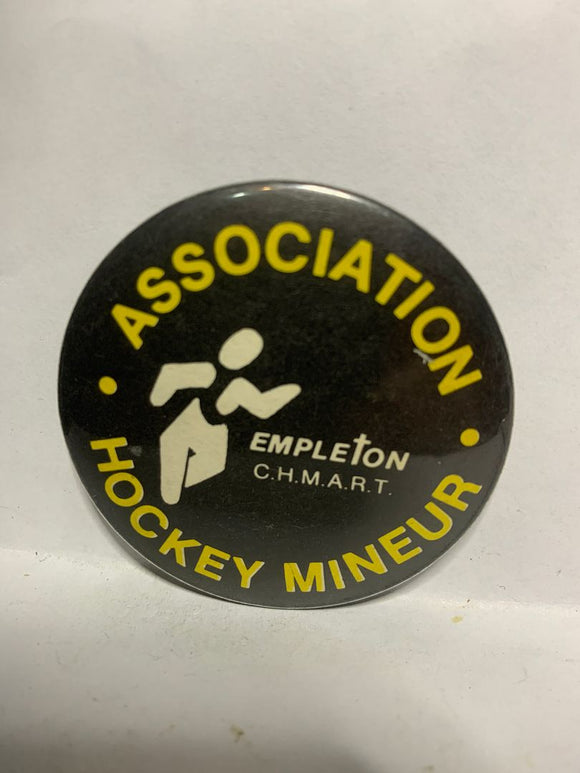 • ASSOCIATION •
EMPLETON
C.H.M.A.R.T.
HOCKEY MINEUR